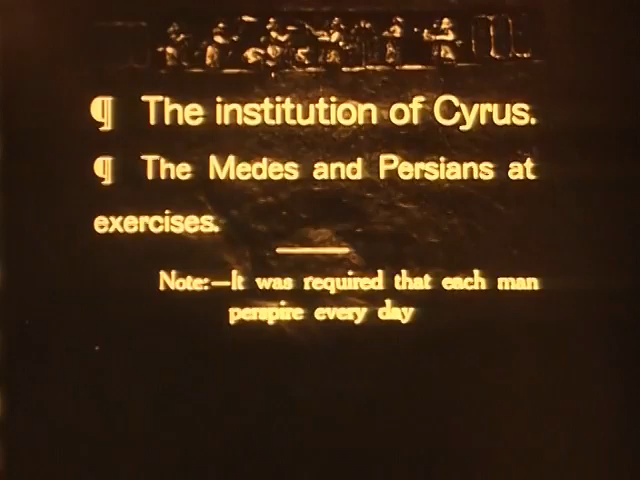 ¶ The institution of Cyrus.
¶ The Medes and Persians at
exercises.
Note:—It was required that each man
perspire every day